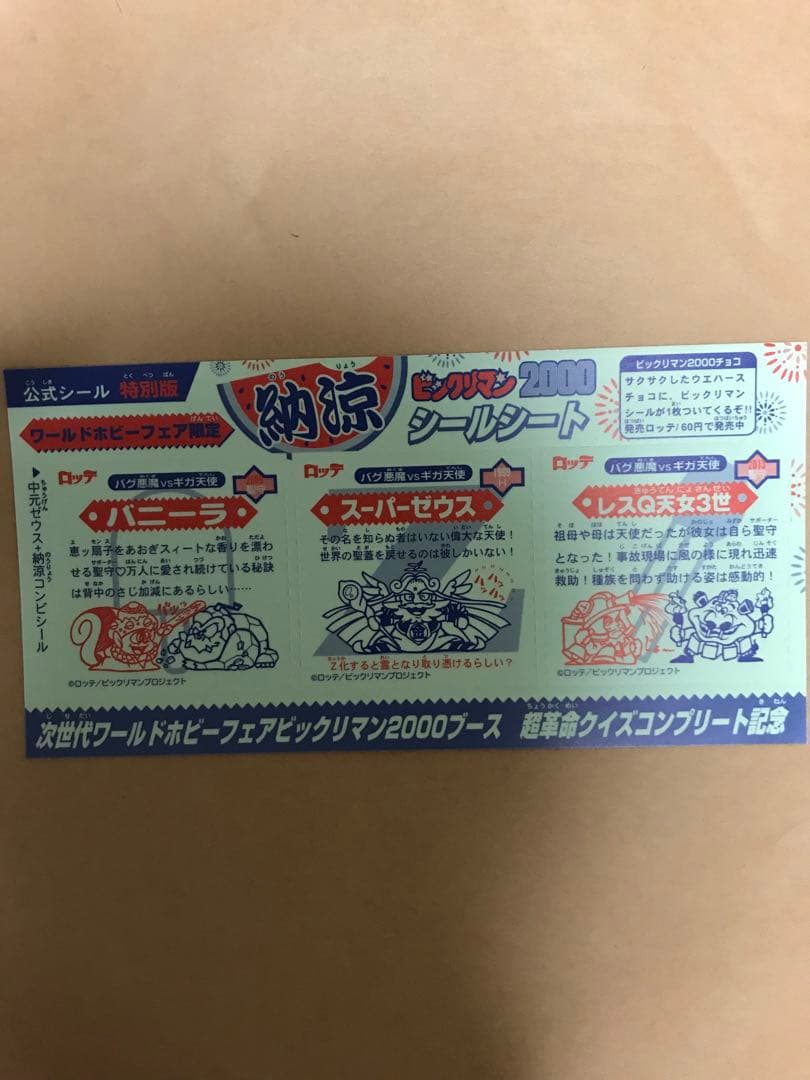 公式シール 特別版
ワールドホビーフェア限定
納涼
ビックリマン2000
シールシート
ビックリマン2000チョコ
サクサクしたウエハース
チョコに、ビックリマン
シールが1枚ついてくるぞ!!
発売ロッテ/60円で発売中
▶中元ゼウス+納涼コンビシール
ロッテ
バグ悪魔vsギガ天使
バニーラ
恵ッ扇子をあおぎスィートな香りを漂わ
せる聖守♡万人に愛され続けている秘訣
は背中のさじ加減にあるらしい……
パッ
©ロッテ/ビックリマンプロジェクト
ロッテ
バグ悪魔vsギガ天使
スーパーゼウス
その名を知らぬ者はいない偉大な天使!
世界の聖蓋を戻せるのは彼しかいない!
Z化すると霊となり取り憑けるらしい?
©ロッテ/ビックリマンプロジェクト
ロッテ
バグ悪魔vsギガ天使
レスQ天女3世
祖母や母は天使だったが彼女は自ら聖守
となった!事故現場に風の様に現れ迅速
救助!種族を問わず助ける姿は感動的!
©ロッテ/ビックリマンプロジェクト
次世代ワールドホビーフェアビックリマン2000ブース 超革命クイズコンプリート記念